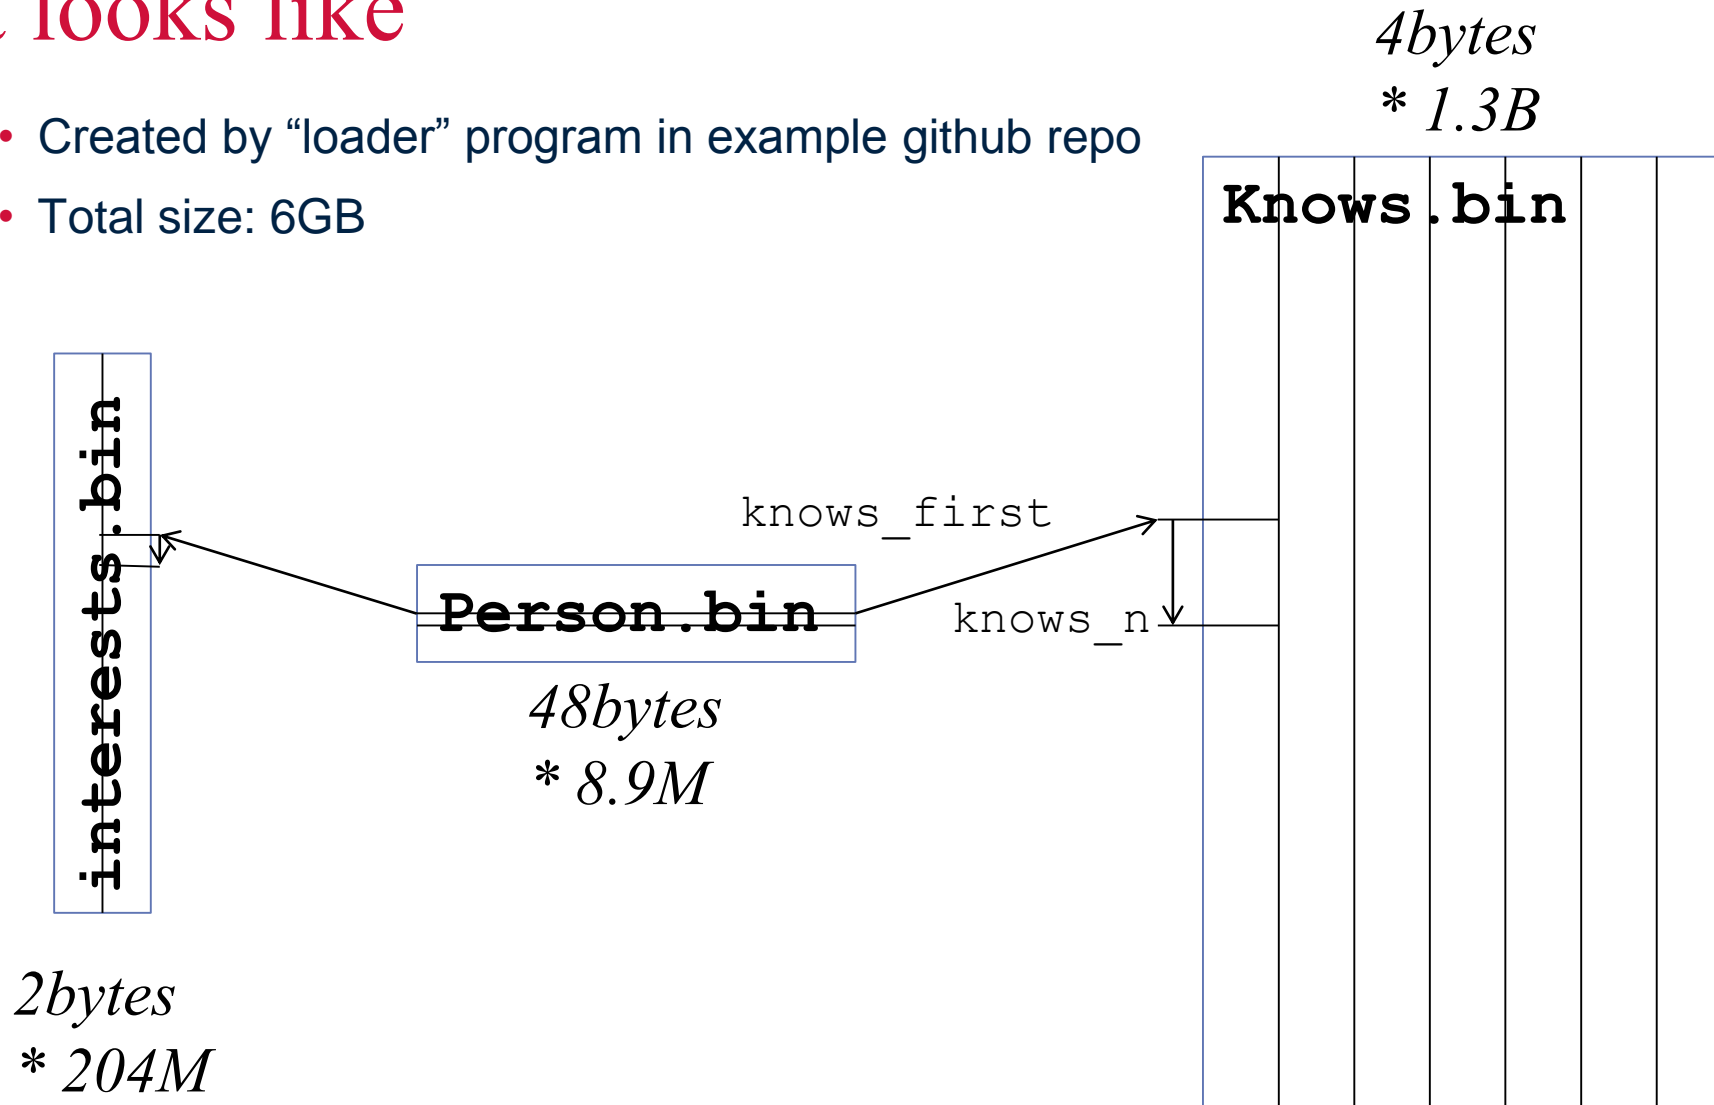 looks like
• Created by “loader” program in example github repo
• Total size: 6GB
4bytes
* 1.3B
Knows.bin
interests.bin
knows_first
Person.bin
knows_n
48bytes
* 8.9M
2bytes
* 204M